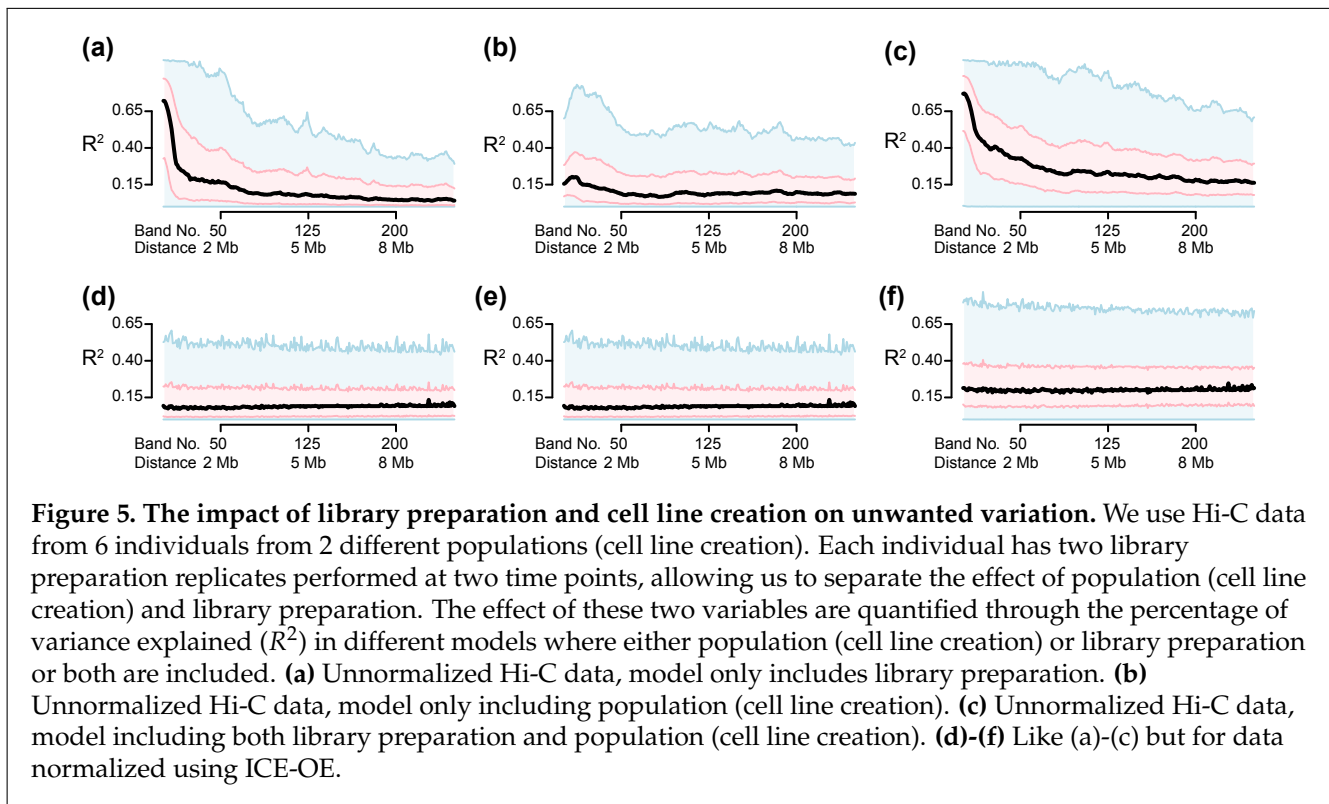 (a)
(b)
(c)
0.65
0.40
0.15
R²
Band No. 50 125 200
Distance 2 Mb 5 Mb 8 Mb
0.65
0.40
0.15
R²
Band No. 50 125 200
Distance 2 Mb 5 Mb 8 Mb
0.65
0.40
0.15
R²
Band No. 50 125 200
Distance 2 Mb 5 Mb 8 Mb
(d)
(e)
(f)
0.65
0.40
0.15
R²
Band No. 50 125 200
Distance 2 Mb 5 Mb 8 Mb
0.65
0.40
0.15
R²
Band No. 50 125 200
Distance 2 Mb 5 Mb 8 Mb
0.65
0.40
0.15
R²
Band No. 50 125 200
Distance 2 Mb 5 Mb 8 Mb
Figure 5. The impact of library preparation and cell line creation on unwanted variation. We use Hi-C data
from 6 individuals from 2 different populations (cell line creation). Each individual has two library
preparation replicates performed at two time points, allowing us to separate the effect of population (cell line
creation) and library preparation. The effect of these two variables are quantified through the percentage of
variance explained (R²) in different models where either population (cell line creation) or library preparation
or both are included. (a) Unnormalized Hi-C data, model only includes library preparation. (b)
Unnormalized Hi-C data, model only including population (cell line creation). (c) Unnormalized Hi-C data,
model including both library preparation and population (cell line creation). (d)-(f) Like (a)-(c) but for data
normalized using ICE-OE.